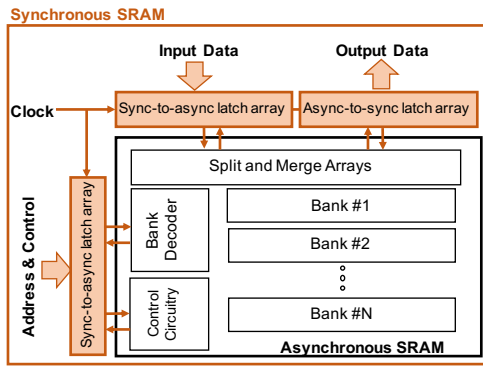 Synchronous SRAM
Input Data
Output Data
Clock
Sync-to-async latch array
Async-to-sync latch array
Split and Merge Arrays
Address & Control
Sync-to-async latch array
Bank
Decoder
Control
Circuitry
Bank #1
Bank #2
Bank #N
Asynchronous SRAM